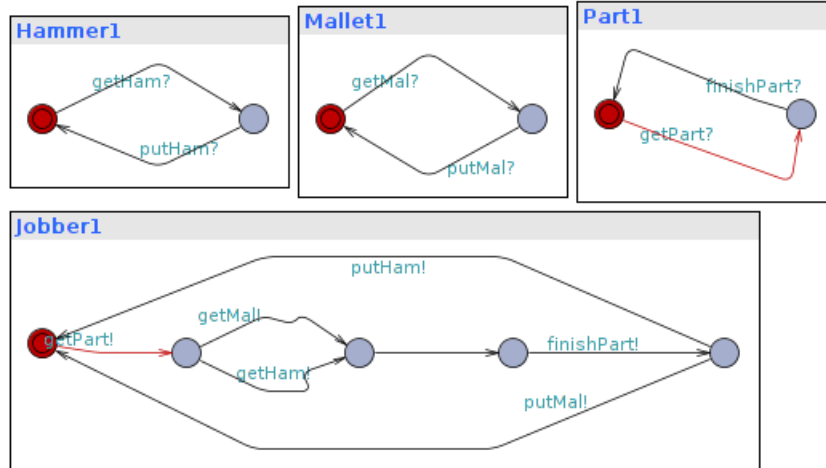 Hammer1
getHam?
putHam?
Mallet1
getMal?
putMal?
Part1
finishPart?
getPart?
Jobber1
putHam!
getMal!
getPart!
finishPart!
getHam!
putMal!